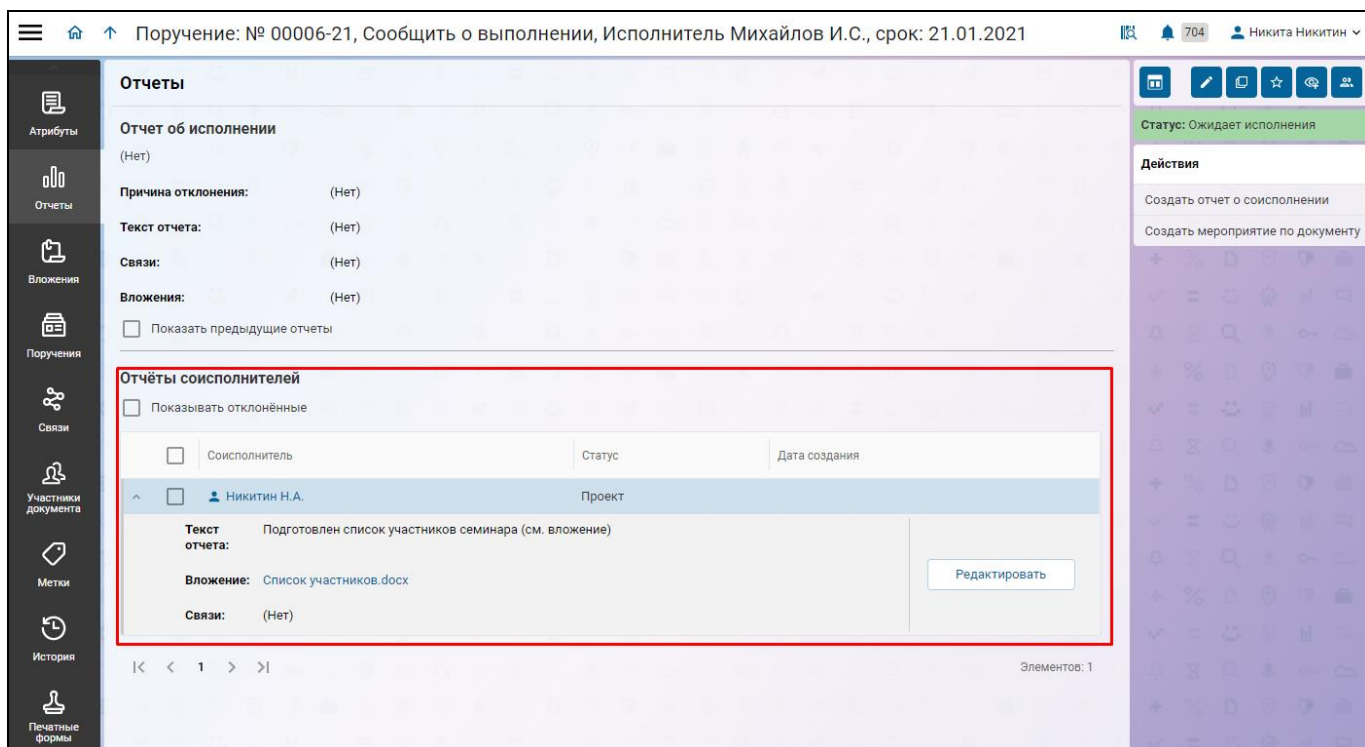 Поручение: № 00006-21, Сообщить о выполнении, Исполнитель Михайлов И.С., срок: 21.01.2021
704
Никита Никитин
Атрибуты
Отчеты
Вложения
Поручения
Связи
Участники
документа
Метки
История
Печатные
формы
Отчеты
Отчет об исполнении
(Нет)
Причина отклонения: (Нет)
Текст отчета: (Нет)
Связи: (Нет)
Вложения: (Нет)
Показать предыдущие отчеты
Отчёты соисполнителей
Показывать отклонённые
Соисполнитель Статус Дата создания
Никитин Н.А. Проект
Текст Подготовлен список участников семинара (см. вложение)
отчета:
Вложение: Список участников.docx
Редактировать
Связи: (Нет)
1
Элементов: 1
Статус: Ожидает исполнения
Действия
Создать отчет о соисполнении
Создать мероприятие по документу